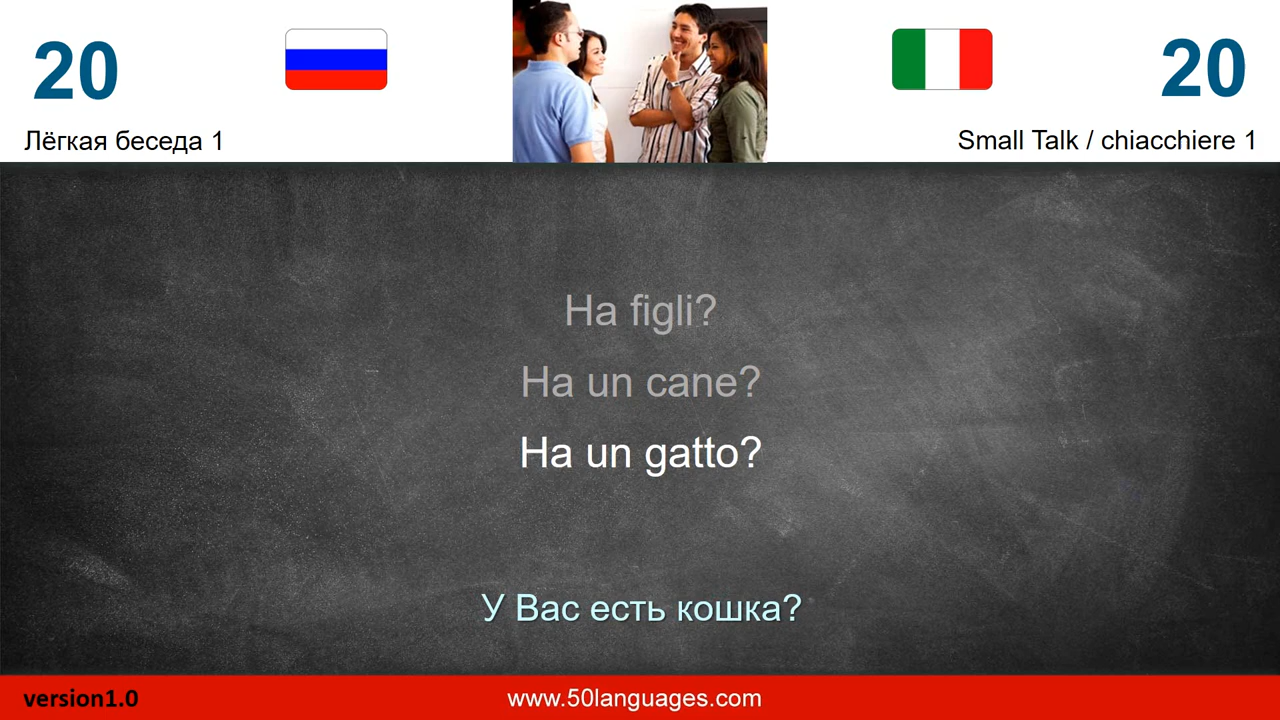 20
20
Лёгкая беседа 1
Small Talk / chiacchiere 1
Ha figli?
Ha un cane?
Ha un gatto?
У Вас есть кошка?
version1.0
www.50languages.com